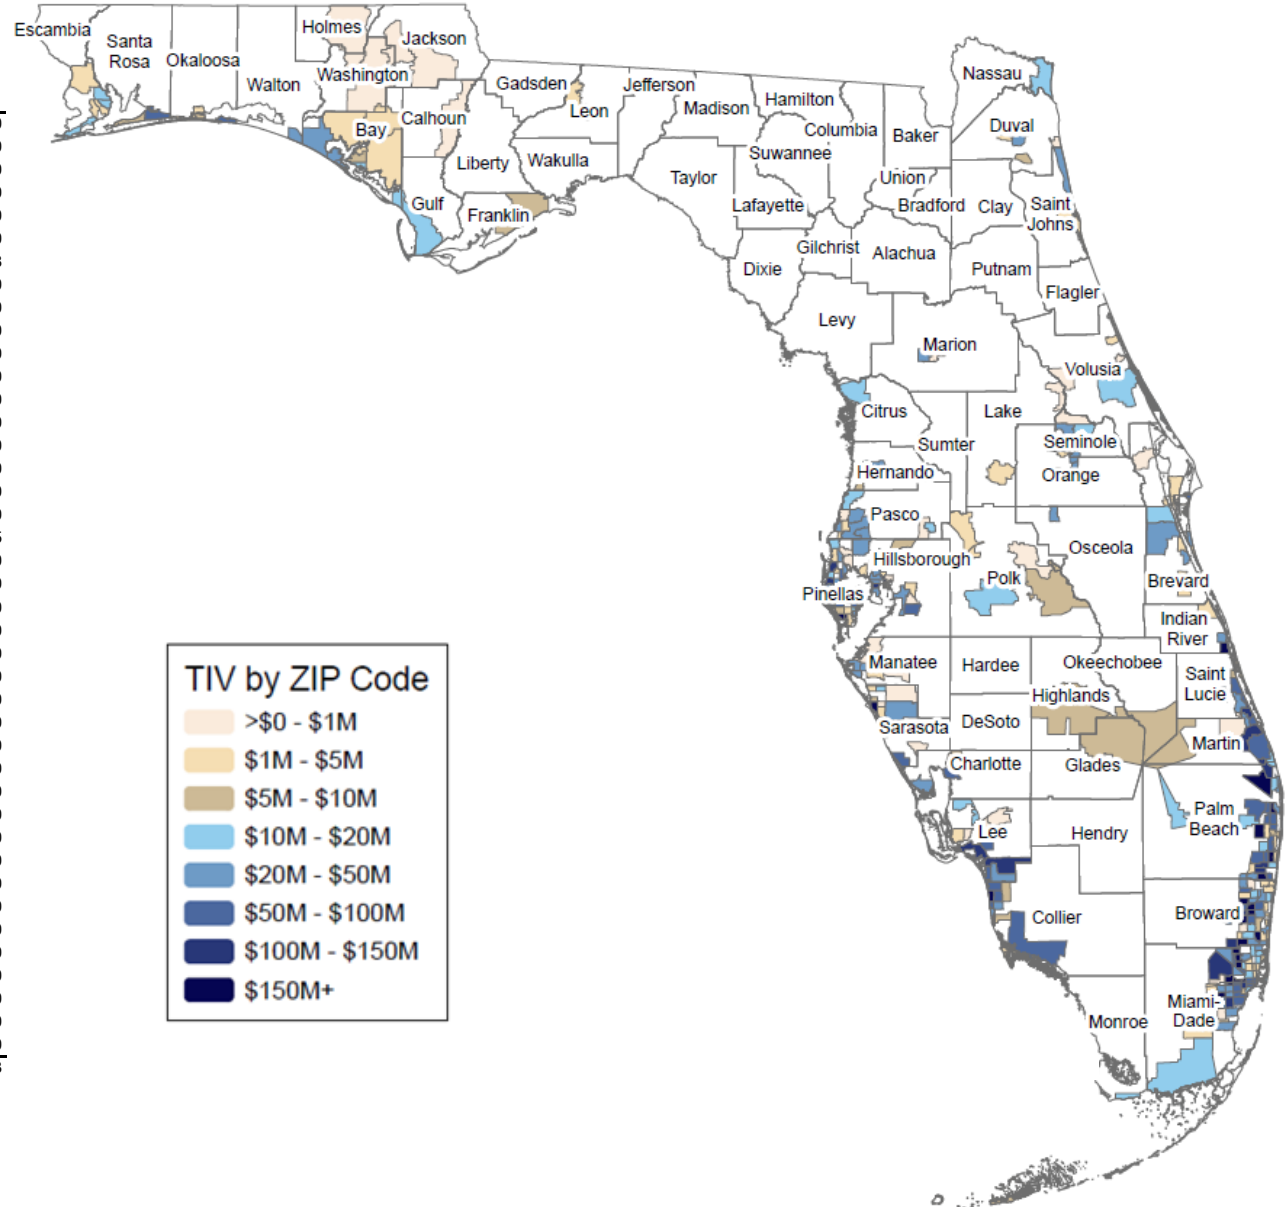 Escambia
Santa
Rosa
Okaloosa
Walton
Holmes
Jackson
Washington
Bay
Calhoun
Gulf
Gadsden
Leon
Liberty
Franklin
Wakulla
Jefferson
Madison
Taylor
Hamilton
Suwannee
Lafayette
Columbia
Baker
Union
Bradford
Nassau
Duval
Clay
Saint
Johns
Dixie
Gilchrist
Alachua
Putnam
Flagler
Levy
Marion
Volusia
Citrus
Lake
Sumter
Seminole
Orange
Hernando
Pasco
Hillsborough
Pinellas
Polk
Osceola
Brevard
Indian
River
Manatee
Hardee
Okeechobee
Highlands
Saint
Lucie
Sarasota
DeSoto
Martin
Charlotte
Glades
Lee
Hendry
Palm
Beach
Collier
Broward
Monroe
Miami-
Dade
TIV by ZIP Code
>$0 - $1M
$1M - $5M
$5M - $10M
$10M - $20M
$20M - $50M
$50M - $100M
$100M - $150M
$150M+